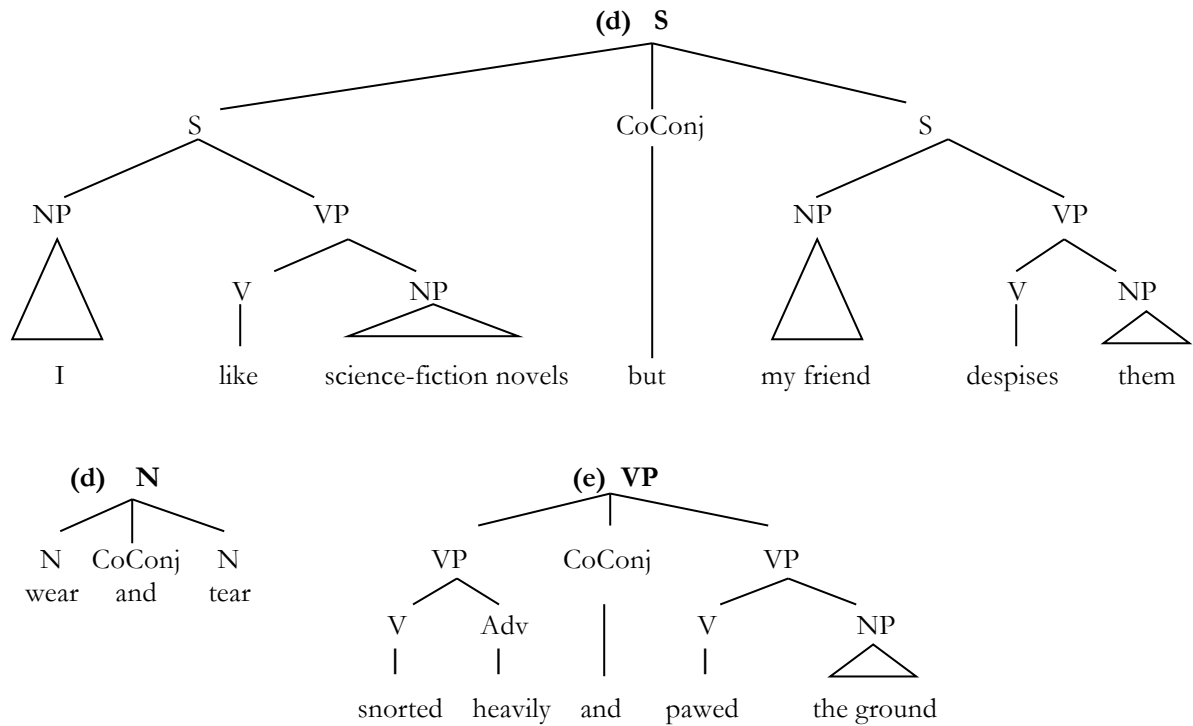 (d) S
S CoConj S
NP VP NP VP
V NP V NP
I like science-fiction novels but my friend despises them
(d) N
N CoConj N
wear and tear
(e) VP
VP CoConj VP
V Adv V NP
snorted heavily and pawed the ground